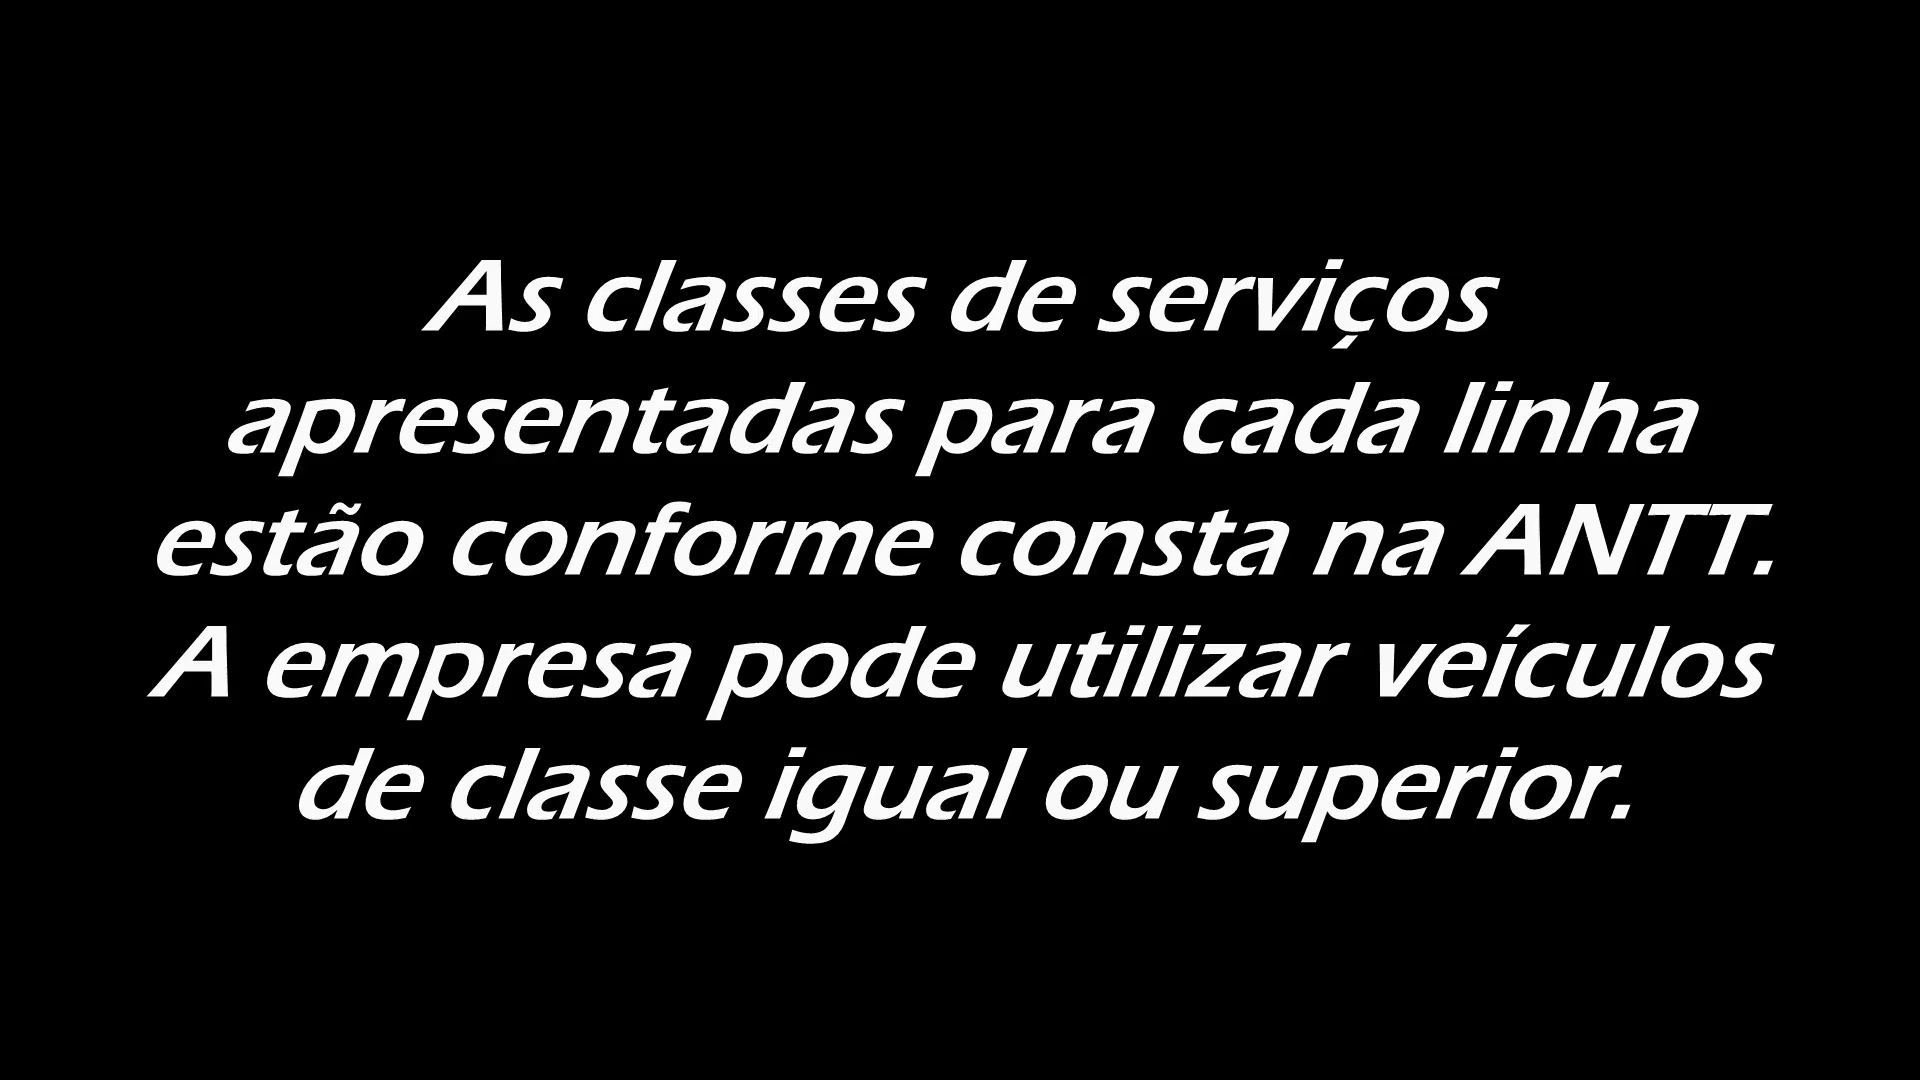 As classes de serviços
apresentadas para cada linha
estão conforme consta na ANTT.
A empresa pode utilizar veículos
de classe igual ou superior.